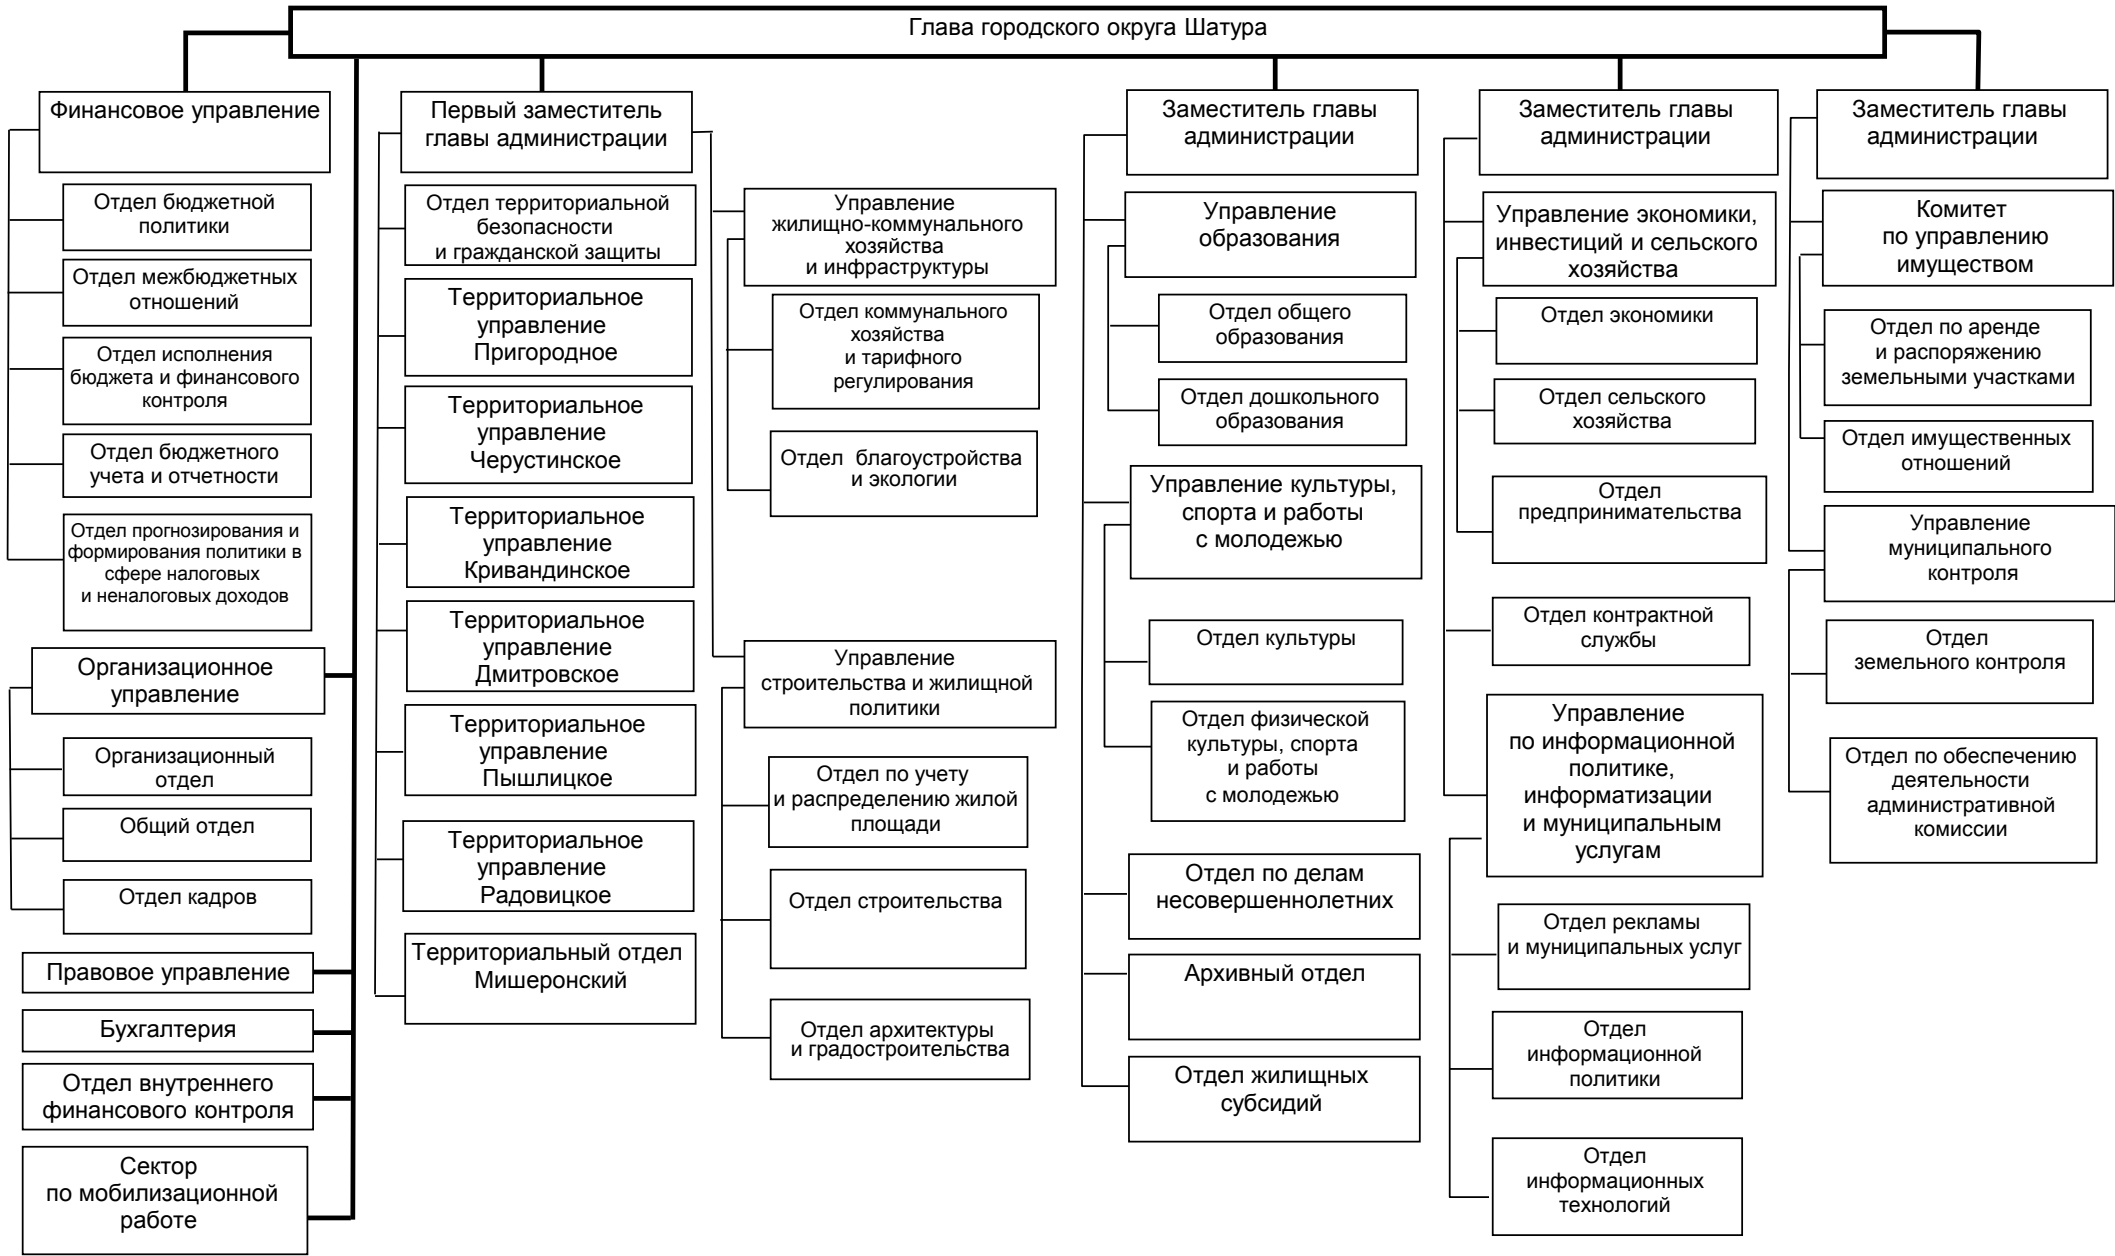 Глава городского округа Шатура
Финансовое управление
Отдел бюджетной
политики
Отдел межбюджетных
отношений
Отдел исполнения
бюджета и финансового
контроля
Отдел бюджетного
учета и отчетности
Отдел прогнозирования и
формирования политики в
сфере налоговых
и неналоговых доходов
Организационное
управление
Организационный
отдел
Общий отдел
Отдел кадров
Правовое управление
Бухгалтерия
Отдел внутреннего
финансового контроля
Сектор
по мобилизационной
работе
Первый заместитель
главы администрации
Отдел территориальной
безопасности
и гражданской защиты
Территориальное
управление
Пригородное
Территориальное
управление
Черустинское
Территориальное
управление
Кривандинское
Территориальное
управление
Дмитровское
Территориальное
управление
Пышлицкое
Территориальное
управление
Радовицкое
Территориальный отдел
Мишеронский
Управление
жилищно-коммунального
хозяйства
и инфраструктуры
Отдел коммунального
хозяйства
и тарифного
регулирования
Отдел благоустройства
и экологии
Управление
строительства и жилищной
политики
Отдел по учету
и распределению жилой
площади
Отдел строительства
Отдел архитектуры
и градостроительства
Заместитель главы
администрации
Управление
образования
Отдел общего
образования
Отдел дошкольного
образования
Управление культуры,
спорта и работы
с молодежью
Отдел культуры
Отдел физической
культуры, спорта
и работы
с молодежью
Отдел по делам
несовершеннолетних
Архивный отдел
Отдел жилищных
субсидий
Заместитель главы
администрации
Управление экономики,
инвестиций и сельского
хозяйства
Отдел экономики
Отдел сельского
хозяйства
Отдел
предпринимательства
Отдел контрактной
службы
Управление
по информационной
политике,
информатизации
и муниципальным
услугам
Отдел рекламы
и муниципальных услуг
Отдел
информационной
политики
Отдел
информационных
технологий
Заместитель главы
администрации
Комитет
по управлению
имуществом
Отдел по аренде
и распоряжению
земельными участками
Отдел имущественных
отношений
Управление
муниципального
контроля
Отдел
земельного контроля
Отдел по обеспечению
деятельности
административной
комиссии